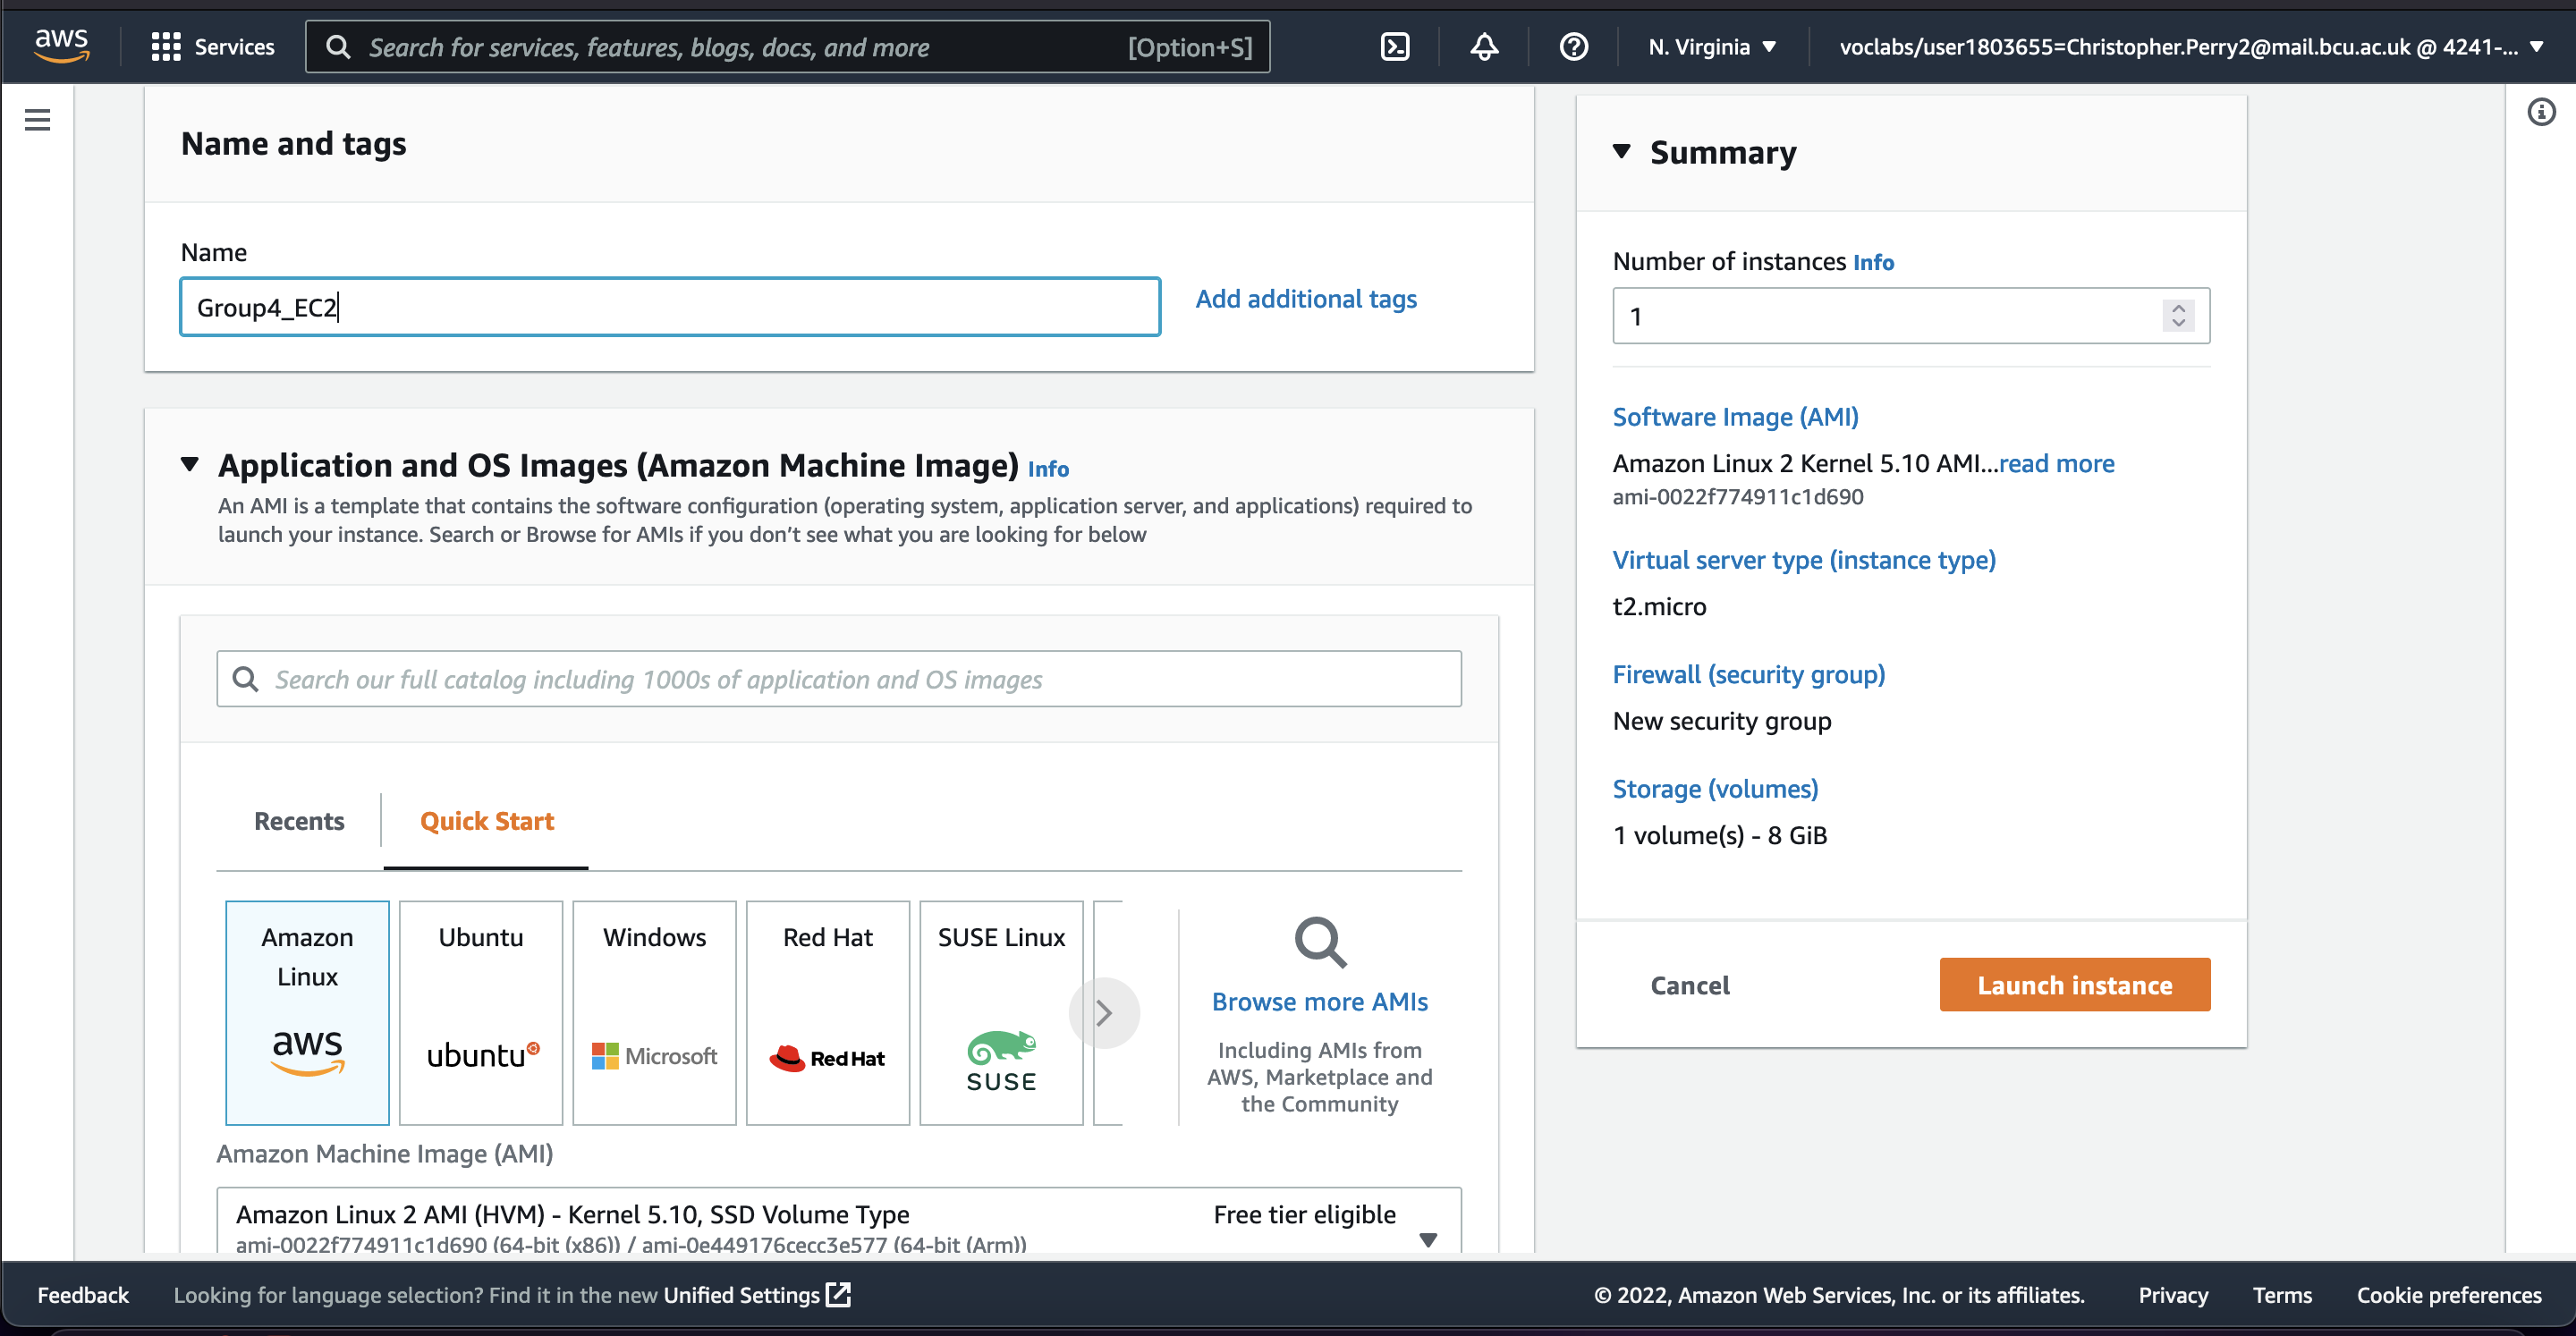 aws
Services
Search for services, features, blogs, docs, and more
[Option+S]
N. Virginia
voclabs/user1803655=Christopher.Perry2@mail.bcu.ac.uk @ 4241-...
Name and tags
Name
Group4_EC2
Add additional tags
Application and OS Images (Amazon Machine Image) Info
An AMI is a template that contains the software configuration (operating system, application server, and applications) required to
launch your instance. Search or Browse for AMIs if you don’t see what you are looking for below
Search our full catalog including 1000s of application and OS images
Recents
Quick Start
Amazon
Linux
aws
Ubuntu
ubuntu
Windows
Microsoft
Red Hat
Red Hat
SUSE Linux
SUSE
Browse more AMIs
Including AMIs from
AWS, Marketplace and
the Community
Amazon Machine Image (AMI)
Amazon Linux 2 AMI (HVM) - Kernel 5.10, SSD Volume Type
Free tier eligible
ami-0022f774911c1d690 (64-bit (x86)) / ami-0e449176cecc3e577 (64-bit (Arm))
Summary
Number of instances Info
1
Software Image (AMI)
Amazon Linux 2 Kernel 5.10 AMI...read more
ami-0022f774911c1d690
Virtual server type (instance type)
t2.micro
Firewall (security group)
New security group
Storage (volumes)
1 volume(s) - 8 GiB
Cancel
Launch instance
Feedback
Looking for language selection? Find it in the new Unified Settings
© 2022, Amazon Web Services, Inc. or its affiliates.
Privacy
Terms
Cookie preferences